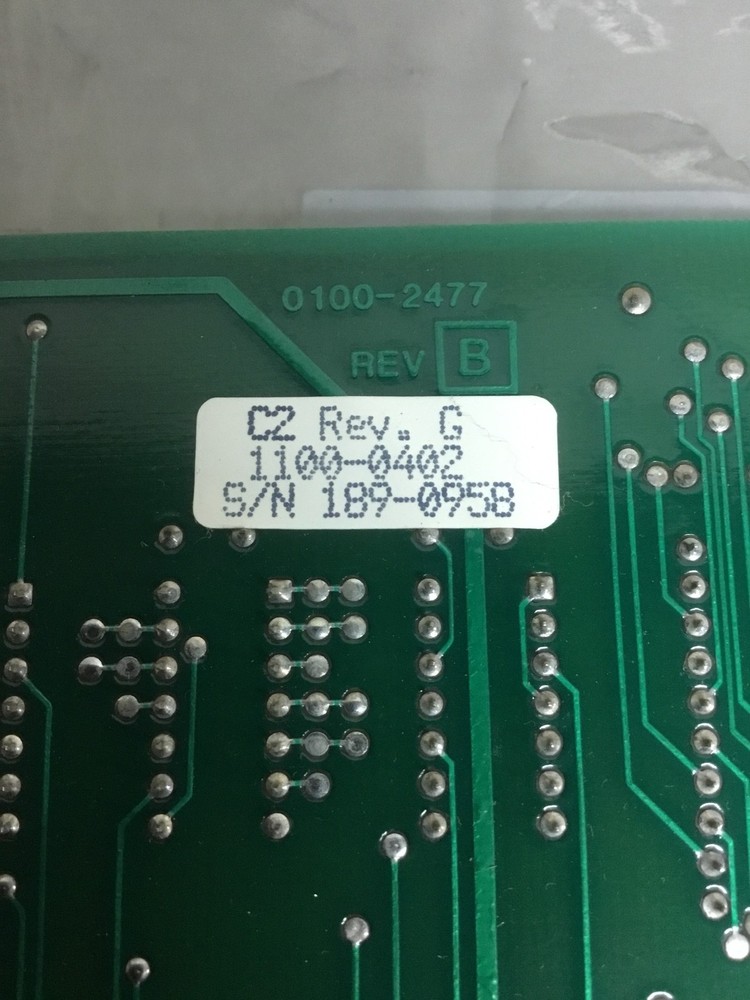 0100-2477
REV B
C2 Rev. G
1100-0402
S/N 189-0958